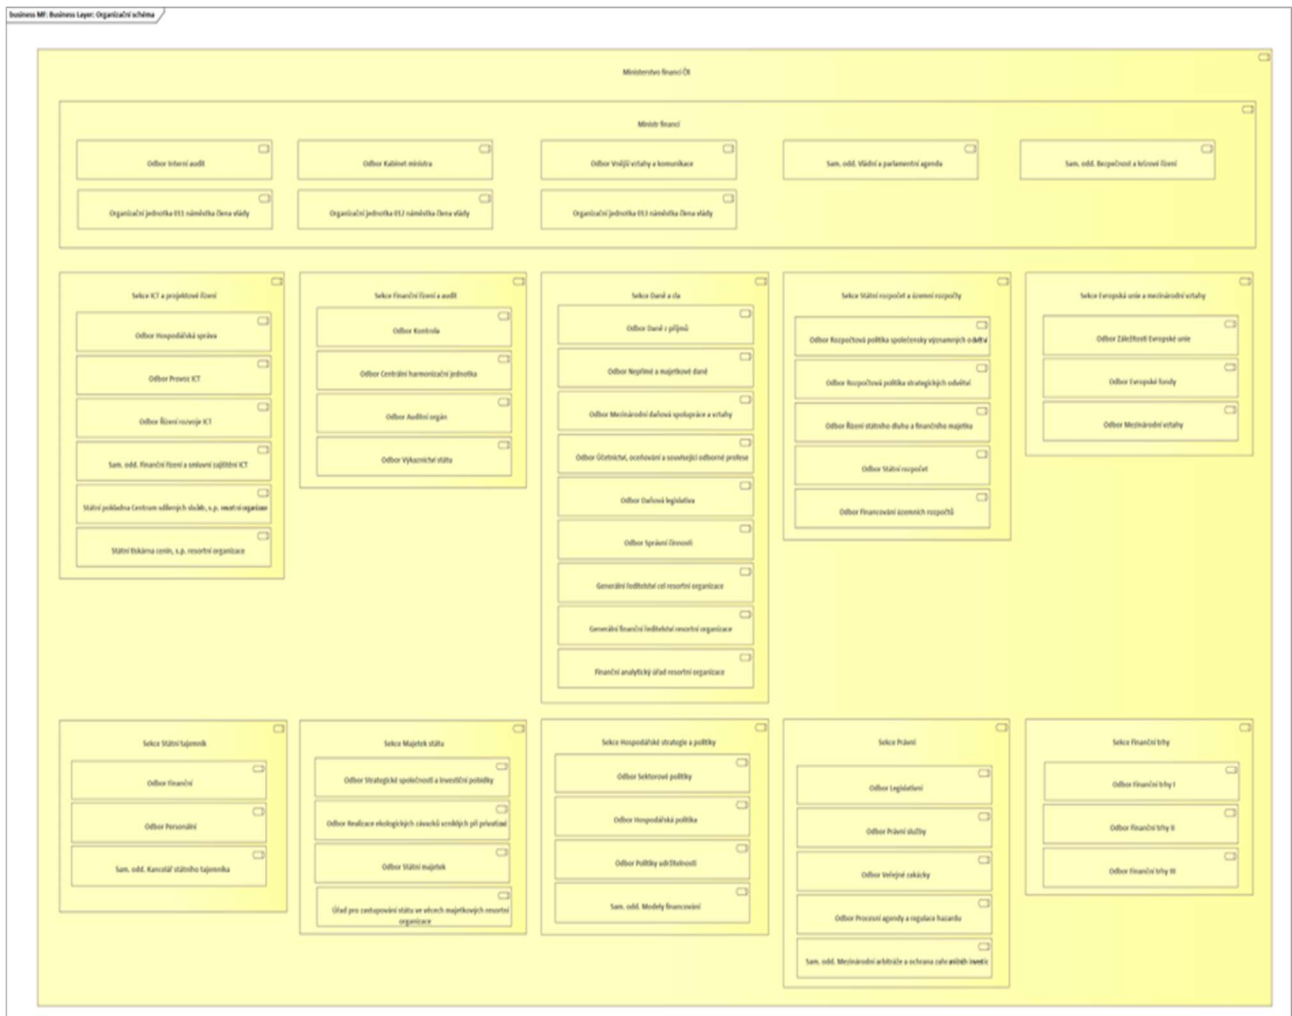 business MF: Business Layer: Organizační schéma
Ministerstvo financí ČR
Ministr financí
Odbor Interní audit
Odbor Kabinet ministra
Odbor Vnější vztahy a komunikace
Sam. odd. Vládní a parlamentní agenda
Sam. odd. Bezpečnost a krizové řízení
Organizační jednotka 011 náměstka člena vlády
Organizační jednotka 012 náměstka člena vlády
Organizační jednotka 013 náměstka člena vlády
Sekce ICT a projektové řízení
Odbor Hospodářská správa
Odbor Provoz ICT
Odbor Řízení rozvoje ICT
Sam. odd. Finanční řízení a smluvní zajištění ICT
Státní pokladna Centrum sdílených služeb, s.p. resortní organizace
Státní tiskárna cenin, s.p. resortní organizace
Sekce Finanční řízení a audit
Odbor Kontrola
Odbor Centrální harmonizační jednotka
Odbor Auditní orgán
Odbor Výkaznictví státu
Sekce Daně a cla
Odbor Daně z příjmů
Odbor Nepřímé a majetkové daně
Odbor Mezinárodní daňová spolupráce a vztahy
Odbor Účetnictví, oceňování a související odborné profese
Odbor Daňová legislativa
Odbor Správní činnosti
Generální ředitelství cel resortní organizace
Generální finanční ředitelství resortní organizace
Finanční analytický úřad resortní organizace
Sekce Státní rozpočet a územní rozpočty
Odbor Rozpočtová politika společensky významných odvětví
Odbor Rozpočtová politika strategických odvětví
Odbor Řízení státního dluhu a finančního majetku
Odbor Státní rozpočet
Odbor Financování územních rozpočtů
Sekce Evropská unie a mezinárodní vztahy
Odbor Záležitosti Evropské unie
Odbor Evropské fondy
Odbor Mezinárodní vztahy
Sekce Státní tajemník
Odbor Finanční
Odbor Personální
Sam. odd. Kancelář státního tajemníka
Sekce Majetek státu
Odbor Strategické společnosti a investiční pobídky
Odbor Realizace ekologických závazků vzniklých při privatizaci
Odbor Státní majetek
Úřad pro zastupování státu ve věcech majetkových resortní
organizace
Sekce Hospodářské strategie a politiky
Odbor Sektorové politiky
Odbor Hospodářská politika
Odbor Politiky udržitelnosti
Sam. odd. Modely financování
Sekce Právní
Odbor Legislativní
Odbor Právní služby
Odbor Veřejné zakázky
Odbor Procesní agendy a regulace hazardu
Sam. odd. Mezinárodní arbitráže a ochrana zahraničních investic
Sekce Finanční trhy
Odbor Finanční trhy I
Odbor Finanční trhy II
Odbor Finanční trhy III